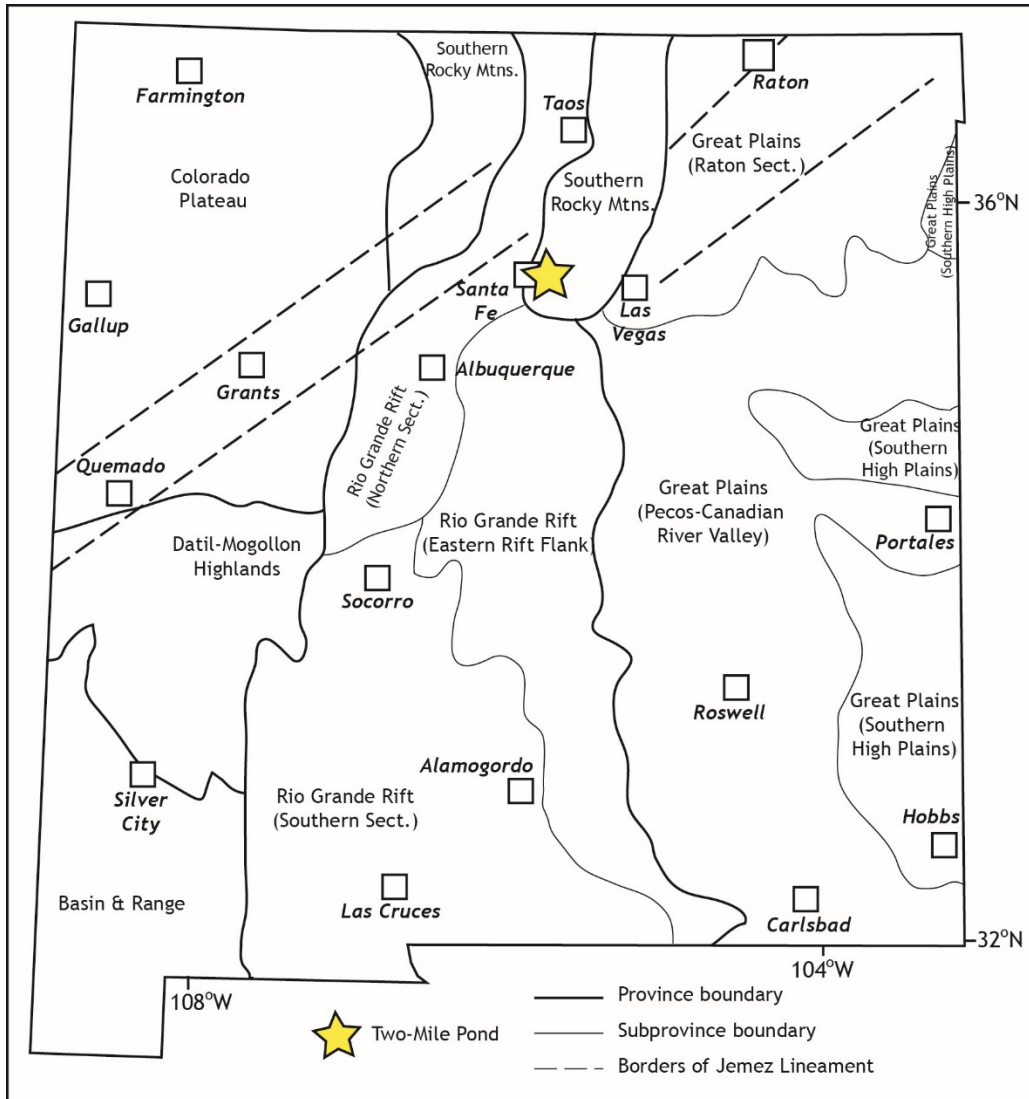 Southern
Rocky Mtns.
Farmington
Taos
Raton
Great Plains
(Raton Sect.)
Colorado
Plateau
Southern
Rocky Mtns.
Great Plains
(Southern High Plains)
36°N
Santa
Fe
Las
Vegas
Gallup
Grants
Albuquerque
Rio Grande Rift
(Northern Sect.)
Great Plains
(Southern
High Plains)
Quemado
Great Plains
(Pecos-Canadian
River Valley)
Rio Grande Rift
(Eastern Rift Flank)
Portales
Datil-Mogollon
Highlands
Socorro
Roswell
Great Plains
(Southern
High Plains)
Silver
City
Alamogordo
Rio Grande Rift
(Southern Sect.)
Hobbs
Basin & Range
Las Cruces
Carlsbad
32°N
108°W
104°W
Two-Mile Pond
Province boundary
Subprovince boundary
Borders of Jemez Lineament